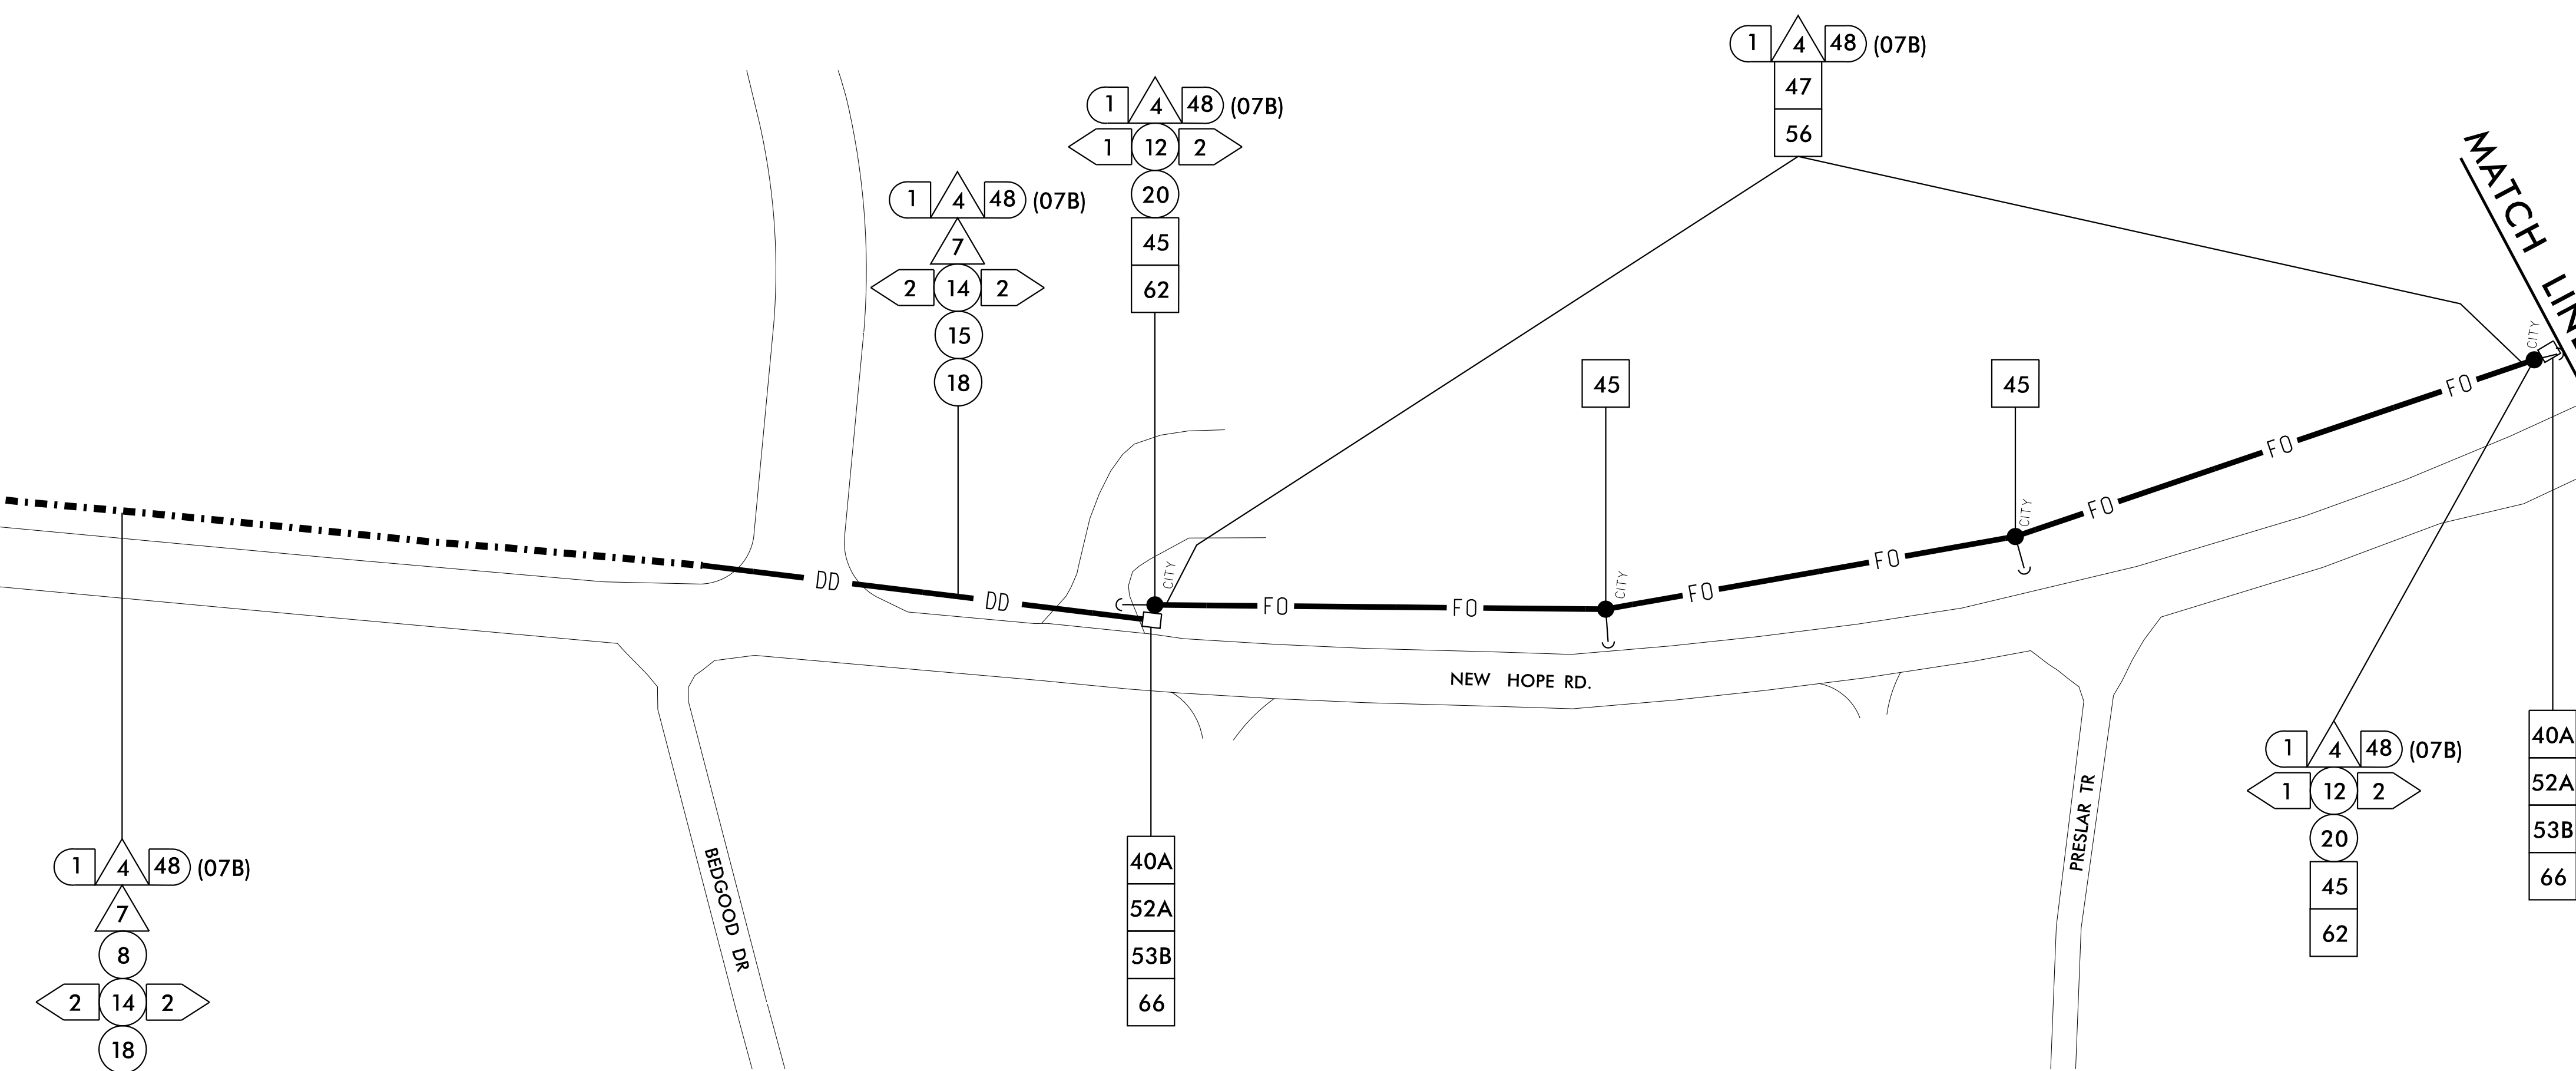 1 4 48 (07B)
47
56
1 4 48 (07B)
1 12 2
20
45
62
1 4 48 (07B)
7
2 14 2
15
18
MATCH
45
45
CITY
CITY
CITY
CITY
FO
FO
FO
FO
FO
FO
FO
DD
DD
NEW HOPE RD.
BEDGOOD DR
PRESLAR TR
1 4 48 (07B)
7
8
2 14 2
18
40A
52A
53B
66
1 4 48 (07B)
1 12 2
20
45
62
40A
52A
53B
66